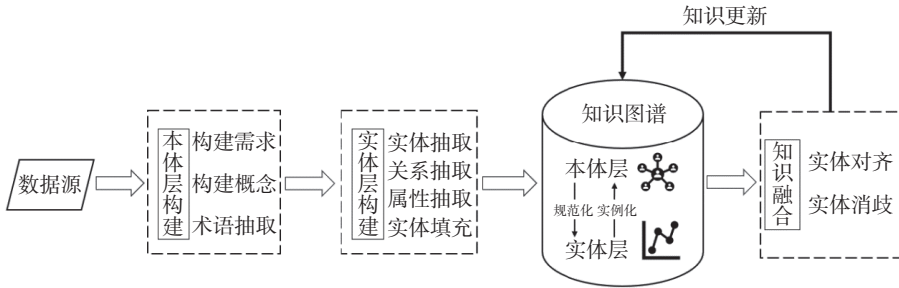 知识更新
数据源
本体层构建
构建需求
构建概念
术语抽取
实体层构建
实体抽取
关系抽取
属性抽取
实体填充
知识图谱
本体层
规范化 实例化
实体层
知识融合
实体对齐
实体消歧